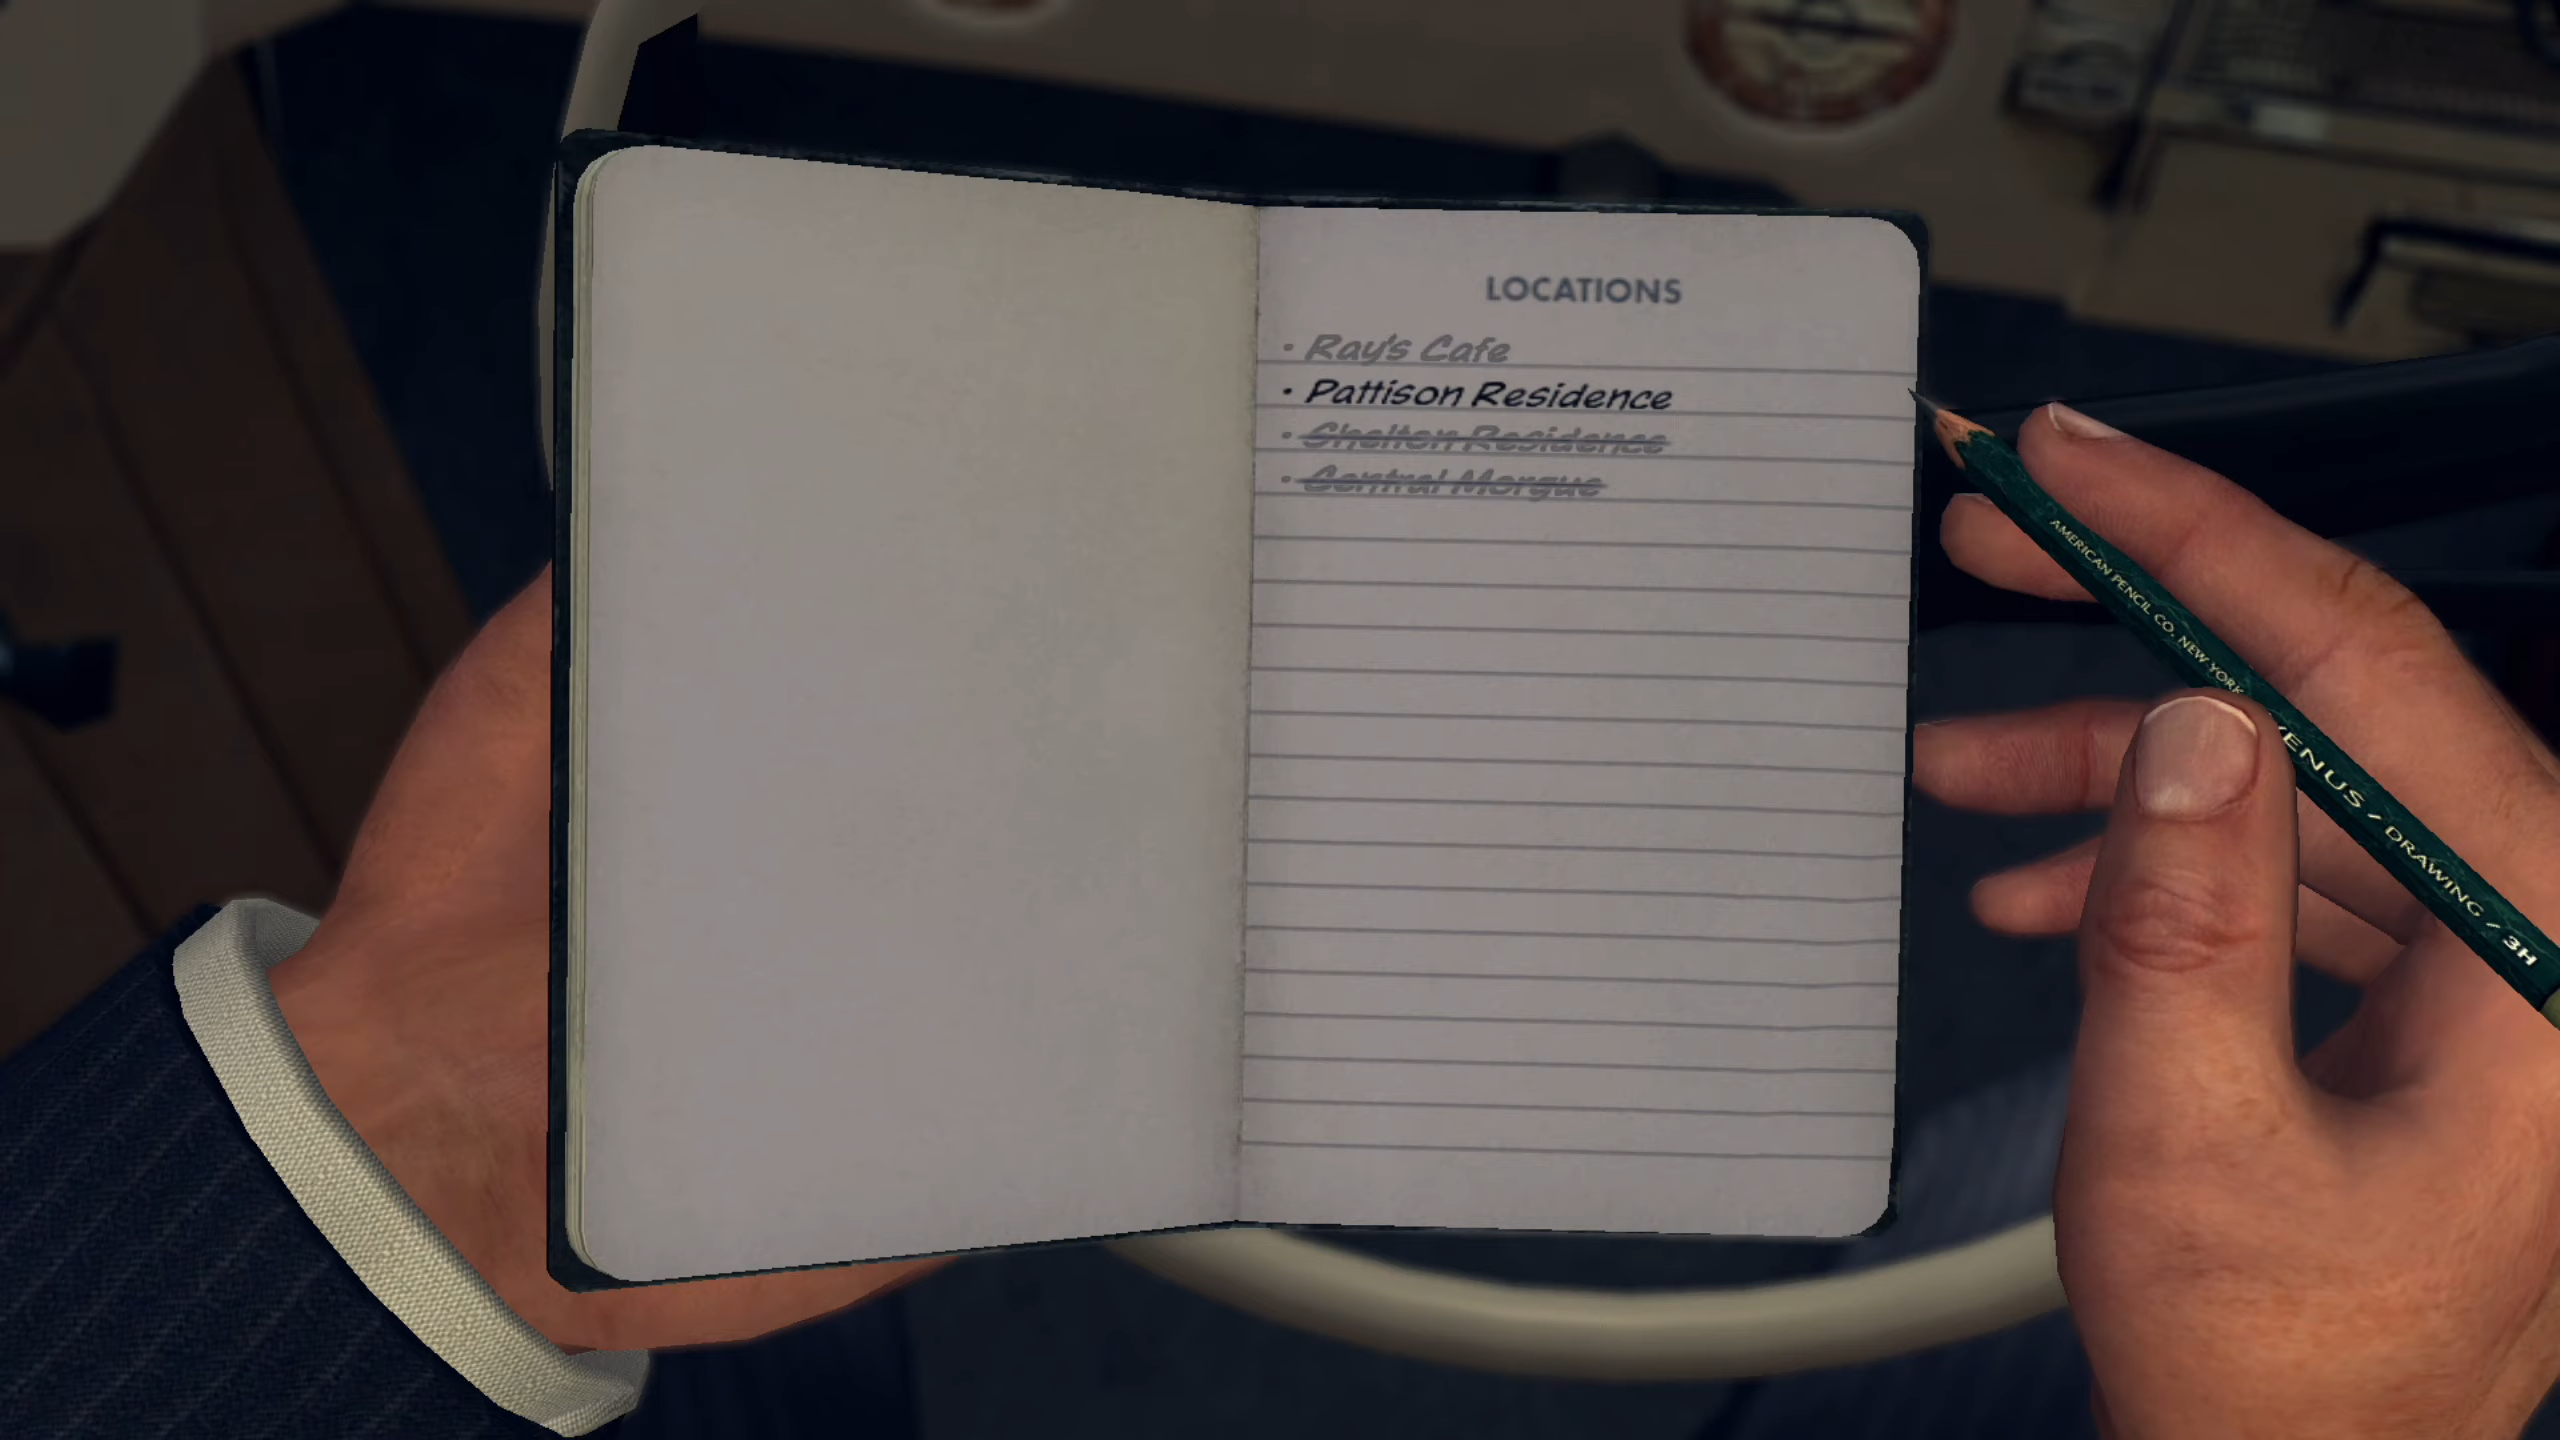 LOCATIONS
• Ray's Cafe
• Pattison Residence
• Shelton Residence
• Central Morgue
AMERICAN PENCIL CO. NEW YORK
VENUS / DRAWING / 3H